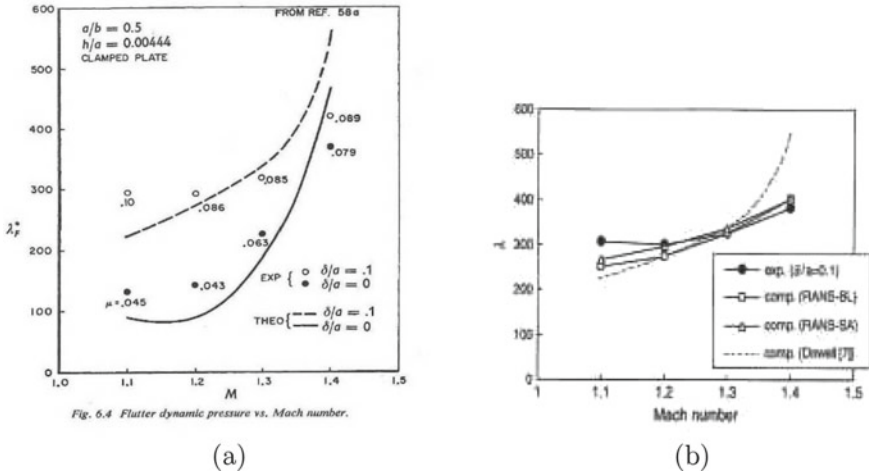 600
500
400
300
200
100
0
λ*F
a/b = 0.5
h/a = 0.00444
CLAMPED PLATE
FROM REF. 58a
.089
.079
.085
.10
.086
.063
μ=.045
.043
EXP { ○ δ/a = .1
● δ/a = 0
THEO { δ/a = .1
δ/a = 0
1.0 1.1 1.2 1.3 1.4 1.5
M
Fig. 6.4 Flutter dynamic pressure vs. Mach number.
(a)
600
500
400
300
200
100
0
λ
exp. (δ/a=0.1)
comp. (RANS-BL)
comp. (RANS-SA)
comp. (Dowell [7])
1 1.1 1.2 1.3 1.4 1.5
Mach number
(b)